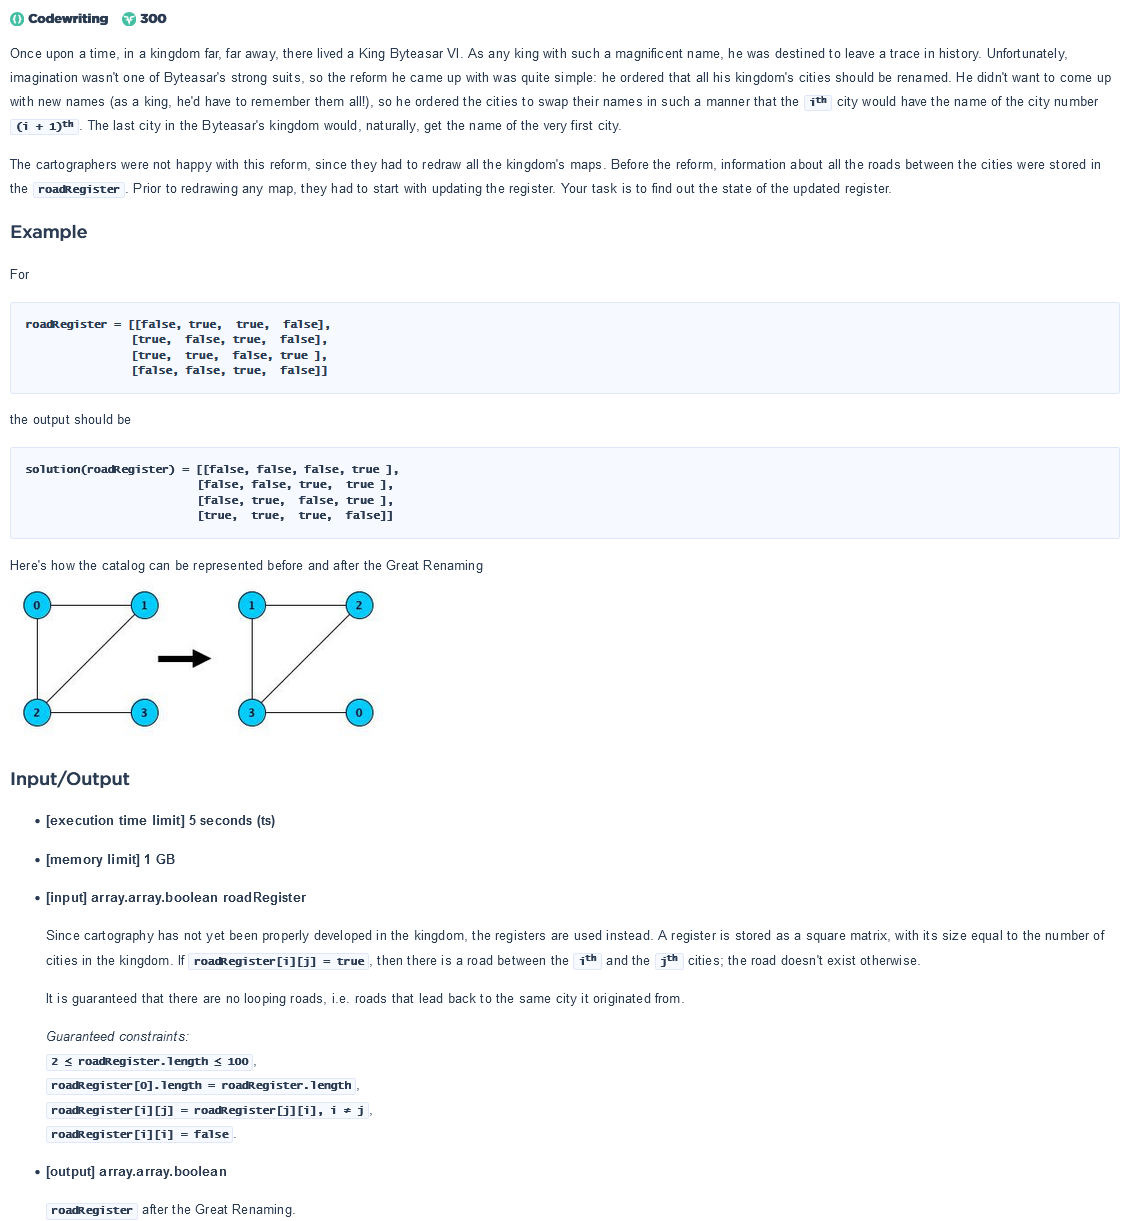 Codewriting 300
Once upon a time, in a kingdom far, far away, there lived a King Byteasar VI. As any king with such a magnificent name, he was destined to leave a trace in history. Unfortunately,
imagination wasn't one of Byteasar's strong suits, so the reform he came up with was quite simple: he ordered that all his kingdom's cities should be renamed. He didn't want to come up
with new names (as a king, he'd have to remember them all!), so he ordered the cities to swap their names in such a manner that the ith city would have the name of the city number
(i + 1)th. The last city in the Byteasar's kingdom would, naturally, get the name of the very first city.
The cartographers were not happy with this reform, since they had to redraw all the kingdom's maps. Before the reform, information about all the roads between the cities were stored in
the roadRegister. Prior to redrawing any map, they had to start with updating the register. Your task is to find out the state of the updated register.
Example
For
roadRegister = [[false, true,  true,  false],
[true,  false, true,  false],
[true,  true,  false, true ],
[false, false, true,  false]]
the output should be
solution(roadRegister) = [[false, false, false, true ],
[false, false, true,  true ],
[false, true,  false, true ],
[true,  true,  true,  false]]
Here's how the catalog can be represented before and after the Great Renaming
0 1 1 2
2 3 3 0
Input/Output
• [execution time limit] 5 seconds (ts)
• [memory limit] 1 GB
• [input] array.array.boolean roadRegister
Since cartography has not yet been properly developed in the kingdom, the registers are used instead. A register is stored as a square matrix, with its size equal to the number of
cities in the kingdom. If roadRegister[i][j] = true, then there is a road between the ith and the jth cities; the road doesn't exist otherwise.
It is guaranteed that there are no looping roads, i.e. roads that lead back to the same city it originated from.
Guaranteed constraints:
2 ≤ roadRegister.length ≤ 100,
roadRegister[0].length = roadRegister.length,
roadRegister[i][j] = roadRegister[j][i], i ≠ j,
roadRegister[i][i] = false.
• [output] array.array.boolean
roadRegister after the Great Renaming.